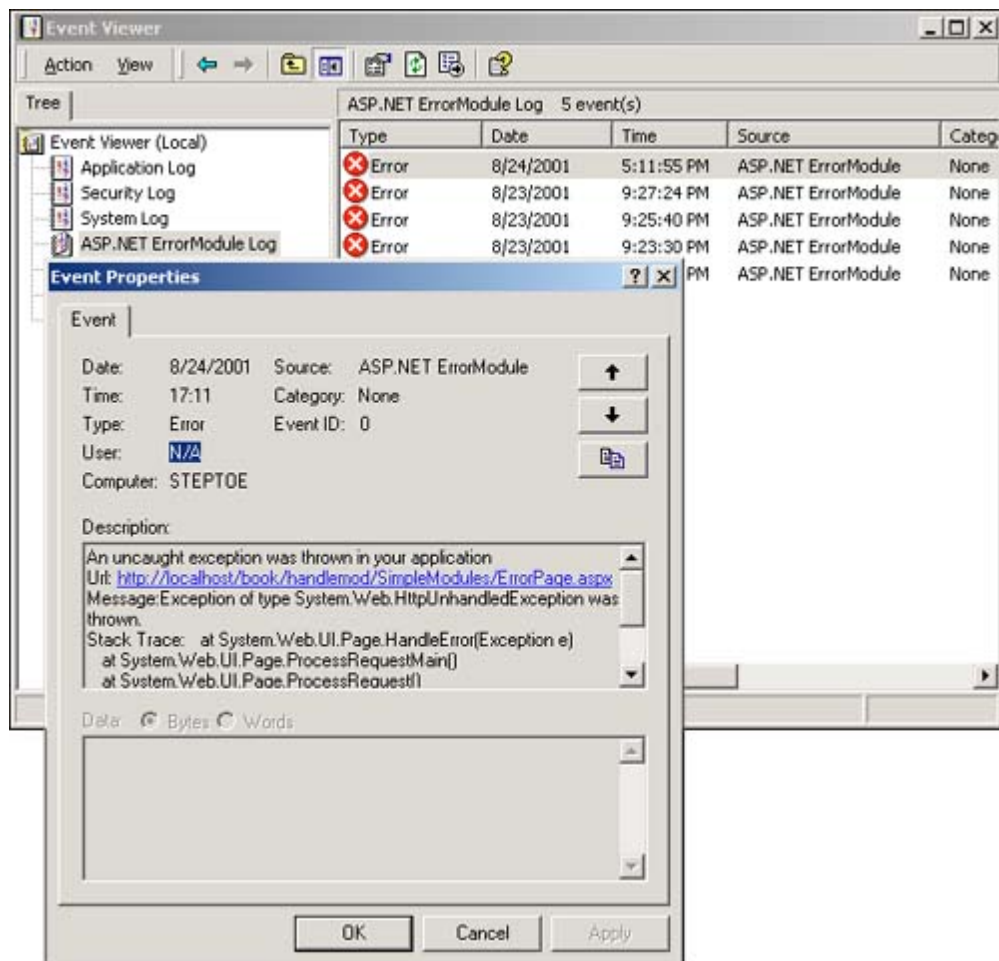 Event Viewer
Action View
Tree
ASP.NET ErrorModule Log 5 event(s)
Event Viewer (Local)
Application Log
Security Log
System Log
ASP.NET ErrorModule Log
Type Date Time Source Categ
Error 8/24/2001 5:11:55 PM ASP.NET ErrorModule None
Error 8/23/2001 9:27:24 PM ASP.NET ErrorModule None
Error 8/23/2001 9:25:40 PM ASP.NET ErrorModule None
Error 8/23/2001 9:23:30 PM ASP.NET ErrorModule None
PM ASP.NET ErrorModule None
Event Properties
Event
Date: 8/24/2001 Source: ASP.NET ErrorModule
Time: 17:11 Category: None
Type: Error Event ID: 0
User: N/A
Computer: STEPTOE
Description:
An uncaught exception was thrown in your application
Url: http://localhost/book/handlemod/SimpleModules/ErrorPage.aspx
Message:Exception of type System.Web.HttpUnhandledException was
thrown.
Stack Trace: at System.Web.UI.Page.HandleError(Exception e)
at System.Web.UI.Page.ProcessRequestMain()
at System.Web.UI.Page.ProcessRequest()
Data: Bytes Words
OK Cancel Apply